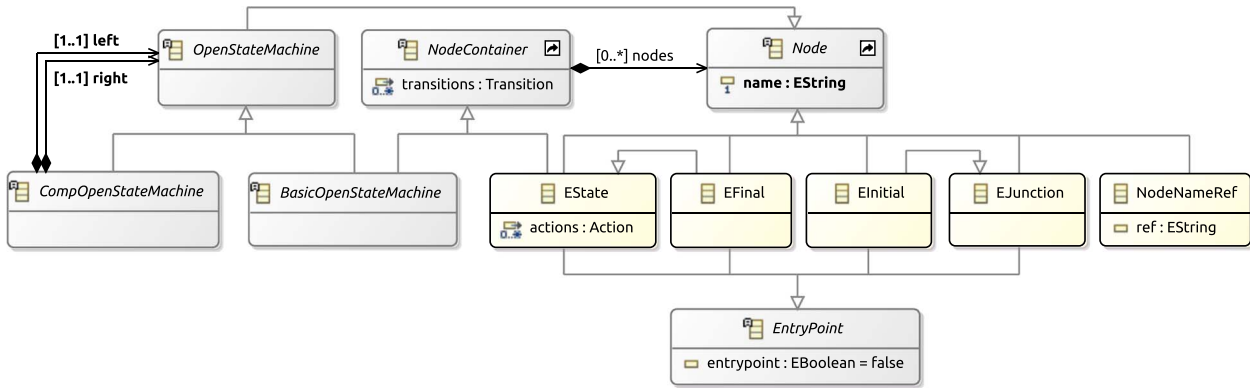 [1..1] left
[1..1] right
OpenStateMachine
NodeContainer
transitions : Transition
[0..*] nodes
Node
name : EString
CompOpenStateMachine
BasicOpenStateMachine
EState
actions : Action
EFinal
EInitial
EJunction
NodeNameRef
ref : EString
EntryPoint
entrypoint : EBoolean = false